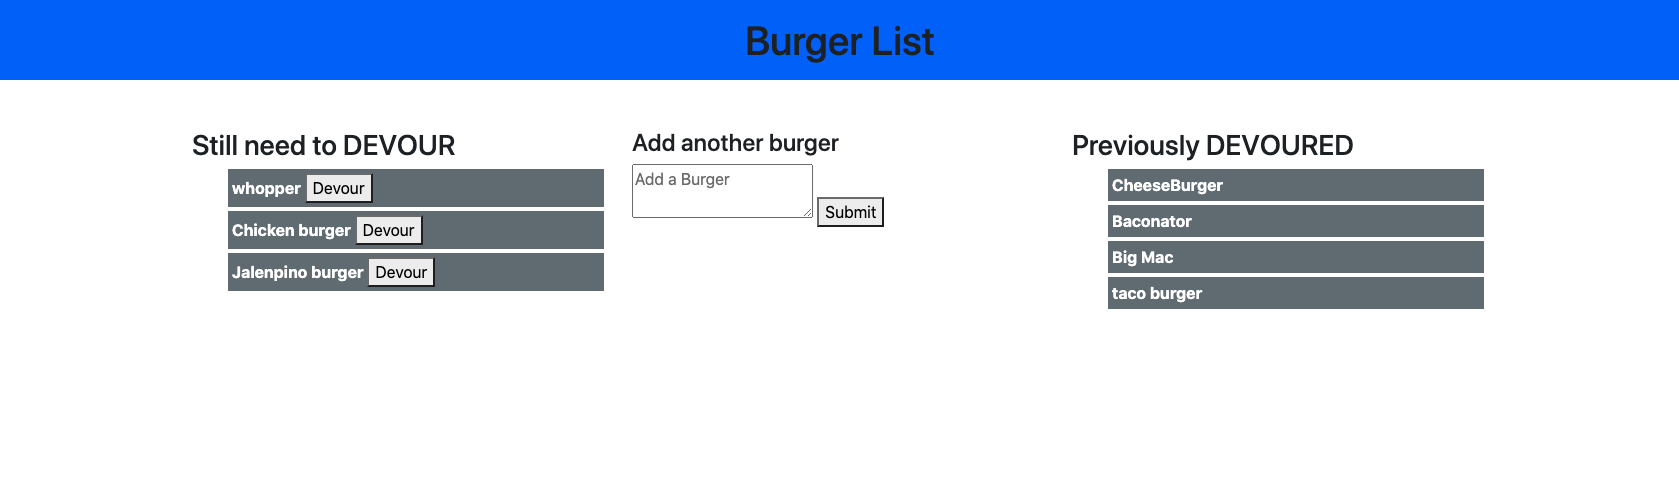 Burger List
Still need to DEVOUR
whopper Devour
Chicken burger Devour
Jalenpino burger Devour
Add another burger
Add a Burger
Submit
Previously DEVOURED
CheeseBurger
Baconator
Big Mac
taco burger